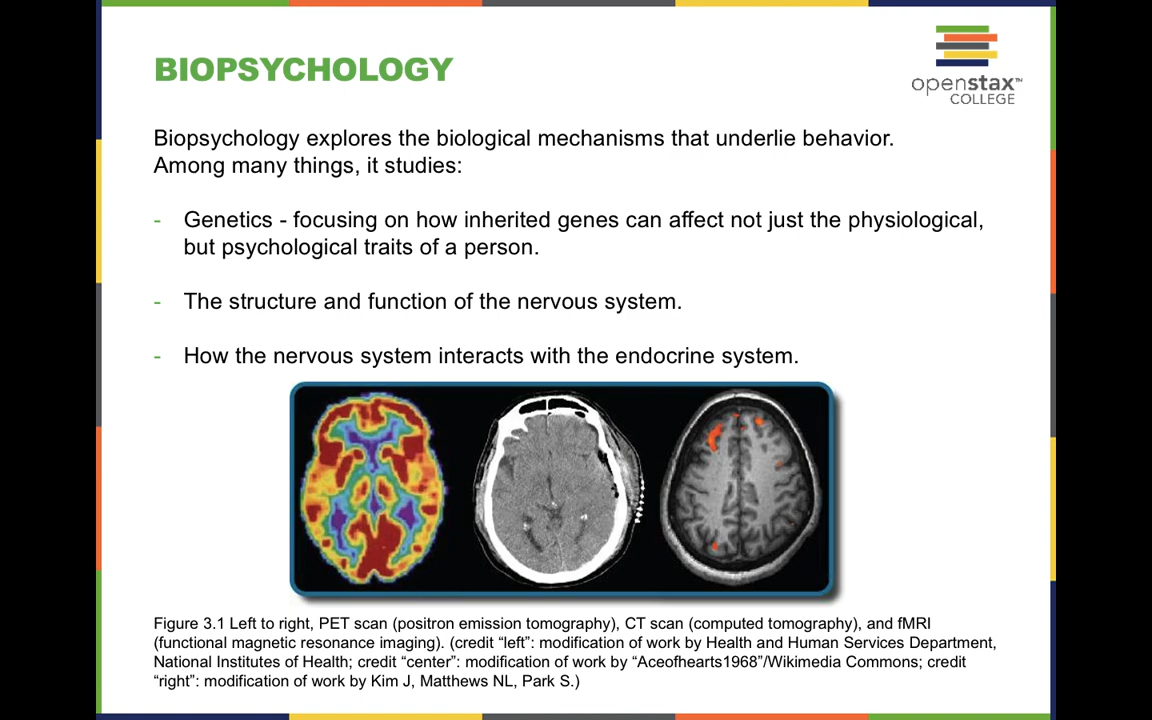 BIOPSYCHOLOGY
openstax™
COLLEGE
Biopsychology explores the biological mechanisms that underlie behavior.
Among many things, it studies:
- Genetics - focusing on how inherited genes can affect not just the physiological,
but psychological traits of a person.
- The structure and function of the nervous system.
- How the nervous system interacts with the endocrine system.
Figure 3.1 Left to right, PET scan (positron emission tomography), CT scan (computed tomography), and fMRI
(functional magnetic resonance imaging). (credit “left”: modification of work by Health and Human Services Department,
National Institutes of Health; credit “center”: modification of work by “Aceofhearts1968”/Wikimedia Commons; credit
“right”: modification of work by Kim J, Matthews NL, Park S.)